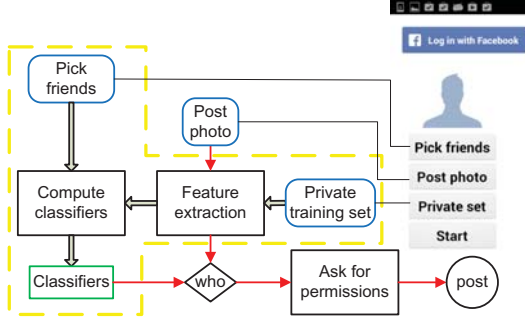 Log in with Facebook
Pick
friends
Post
photo
Pick friends
Compute
classifiers
Feature
extraction
Private
training set
Post photo
Private set
Start
Classifiers
who
Ask for
permissions
post